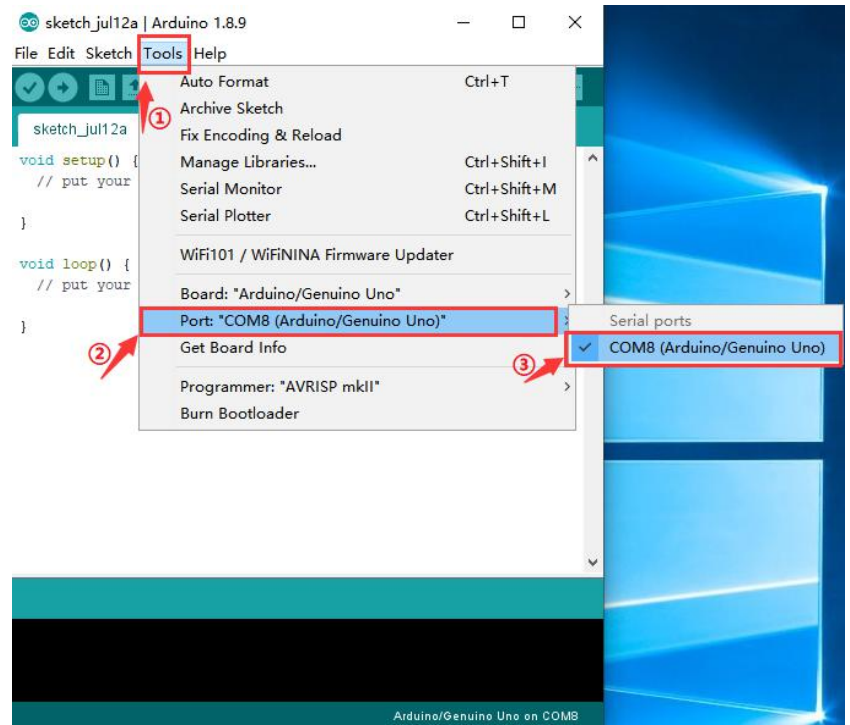 sketch_jul12a | Arduino 1.8.9
File Edit Sketch Tools Help
①
sketch_jul12a
void setup() {
// put your
}
void loop() {
// put your
}
Auto Format Ctrl+T
Archive Sketch
Fix Encoding & Reload
Manage Libraries... Ctrl+Shift+I
Serial Monitor Ctrl+Shift+M
Serial Plotter Ctrl+Shift+L
WiFi101 / WiFiNINA Firmware Updater
Board: "Arduino/Genuino Uno"
Port: "COM8 (Arduino/Genuino Uno)"
②
Get Board Info
Programmer: "AVRISP mkII"
Burn Bootloader
Serial ports
COM8 (Arduino/Genuino Uno)
③
Arduino/Genuino Uno on COM8